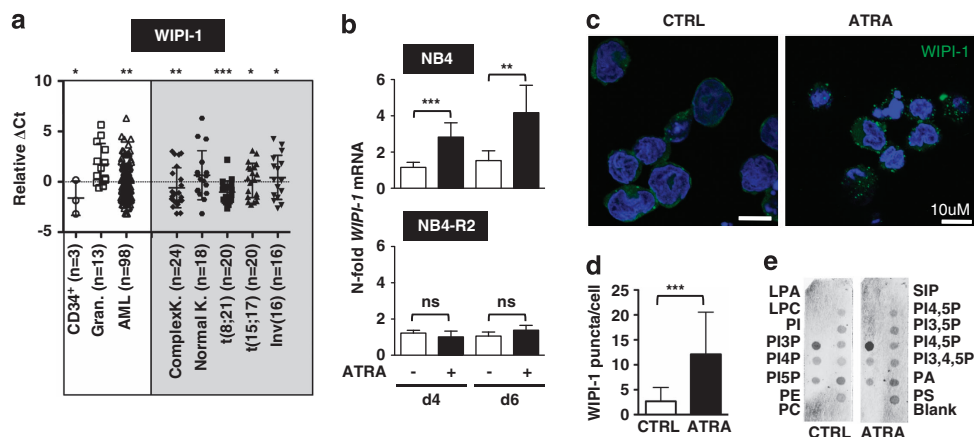 a
WIPI-1
* ** ** *** * *
10
5
0
-5
Relative ΔCt
CD34+ (n=3)
Gran. (n=13)
AML (n=98)
ComplexK. (n=24)
Normal K. (n=18)
t(8;21) (n=20)
t(15;17) (n=20)
Inv(16) (n=16)
b
NB4
6
4
2
0
*** **
NB4-R2
6
4
2
0
ns ns
N-fold WIPI-1 mRNA
ATRA - + - +
d4 d6
c
CTRL ATRA
WIPI-1
10uM
d
25
20
15
10
5
0
***
WIPI-1 puncta/cell
CTRL ATRA
e
LPA SIP
LPC PI4,5P
PI PI3,5P
PI3P PI4,5P
PI4P PI3,4,5P
PI5P PA
PE PS
PC Blank
CTRL ATRA